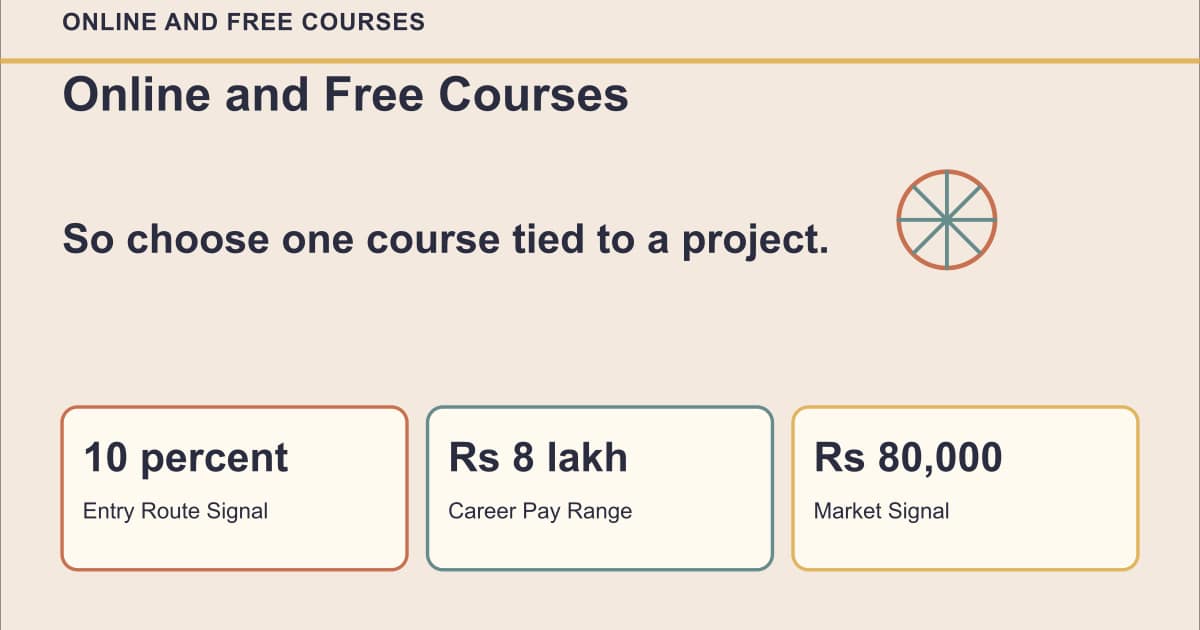 ONLINE AND FREE COURSES
Online and Free Courses
So choose one course tied to a project.
10 percent
Entry Route Signal
Rs 8 lakh
Career Pay Range
Rs 80,000
Market Signal